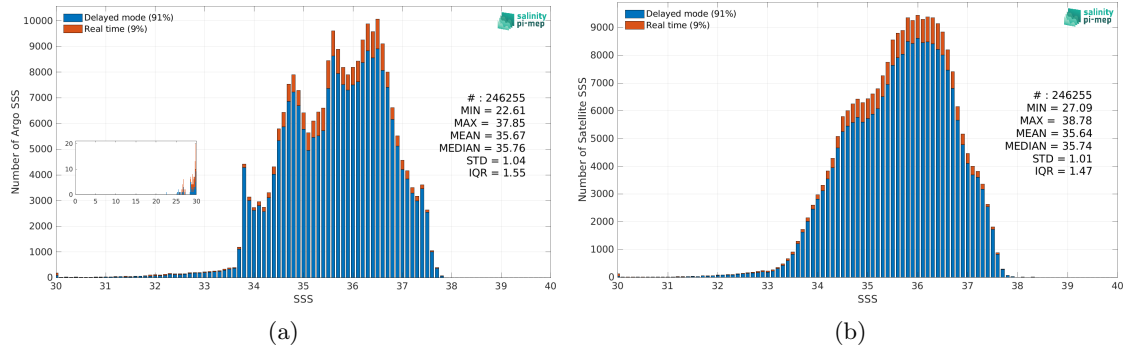 Delayed mode (91%)
Real time (9%)
salinity
pi-mep
Number of Argo SSS
10000
9000
8000
7000
6000
5000
4000
3000
2000
1000
0
# : 246255
MIN = 22.61
MAX = 37.85
MEAN = 35.67
MEDIAN = 35.76
STD = 1.04
IQR = 1.55
20
10
0
0 5 10 15 20 25 30
30 31 32 33 34 35 36 37 38 39 40
SSS
(a)
Delayed mode (91%)
Real time (9%)
salinity
pi-mep
Number of Satellite SSS
9000
8000
7000
6000
5000
4000
3000
2000
1000
0
# : 246255
MIN = 27.09
MAX = 38.78
MEAN = 35.64
MEDIAN = 35.74
STD = 1.01
IQR = 1.47
30 31 32 33 34 35 36 37 38 39 40
SSS
(b)